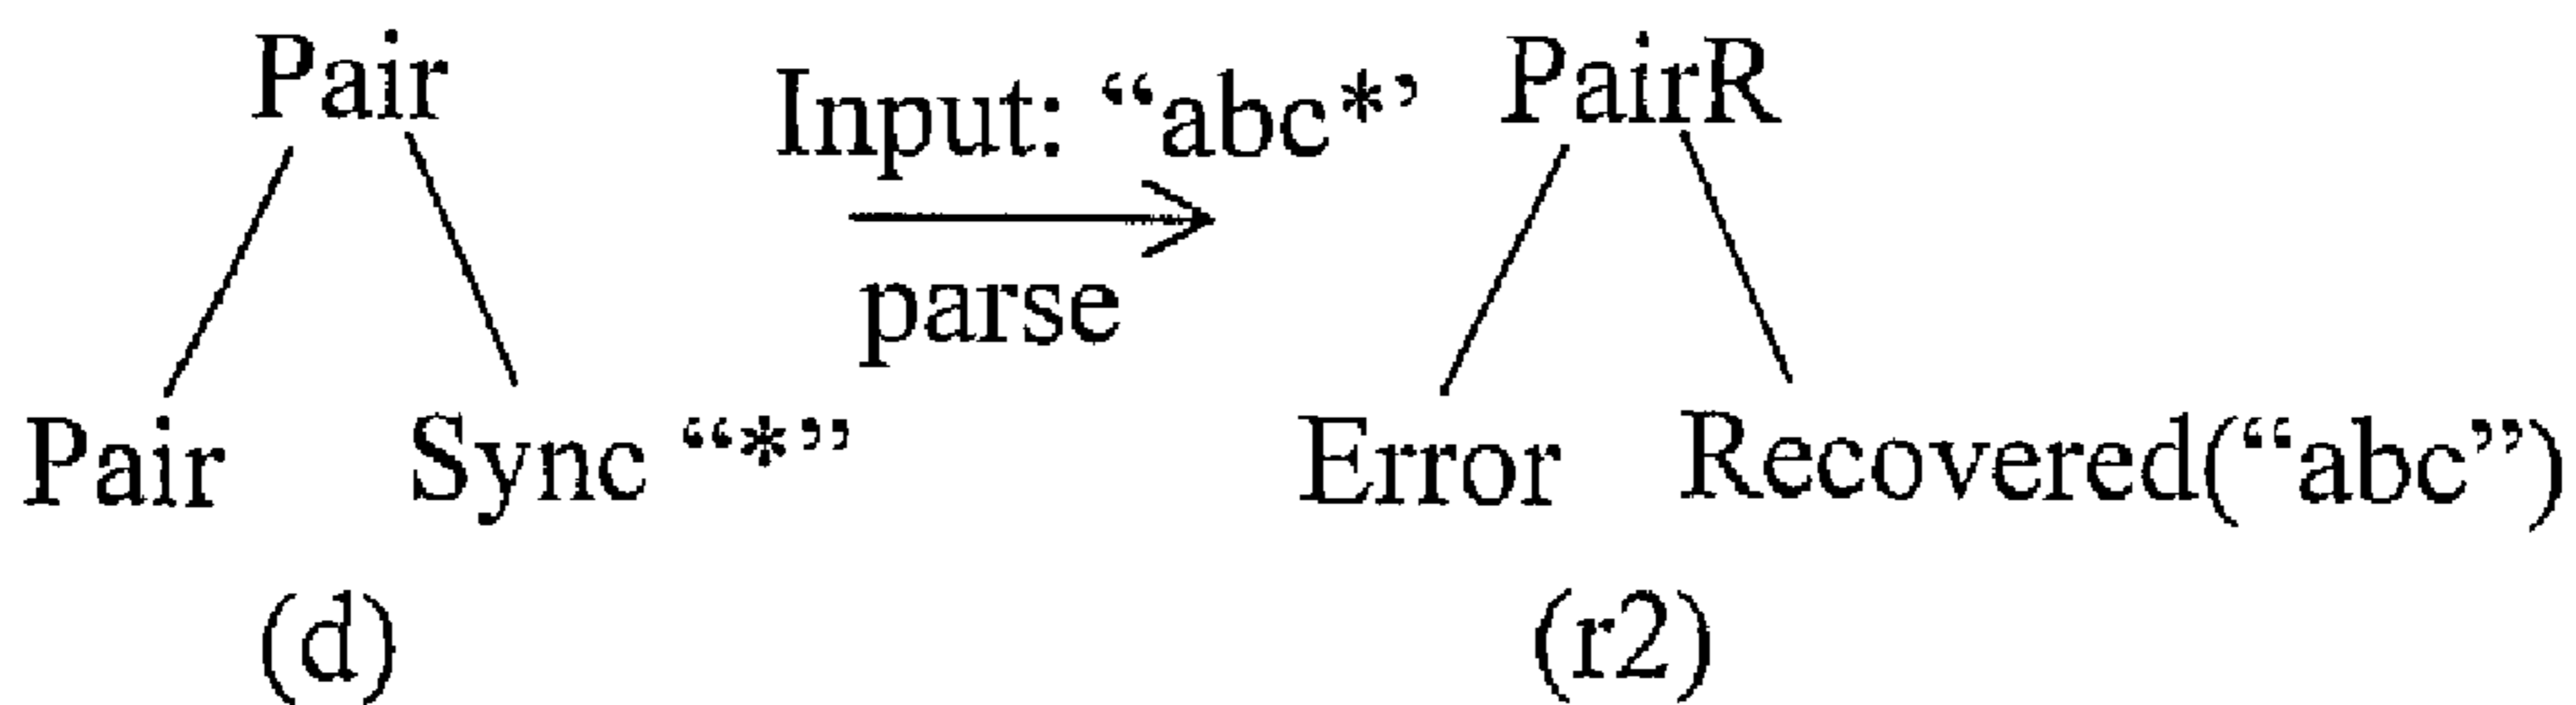 Pair
Input: “abc*’
PairR
parse
Pair
Sync “*”
Error
Recovered(“abc”)
(d)
(r2)